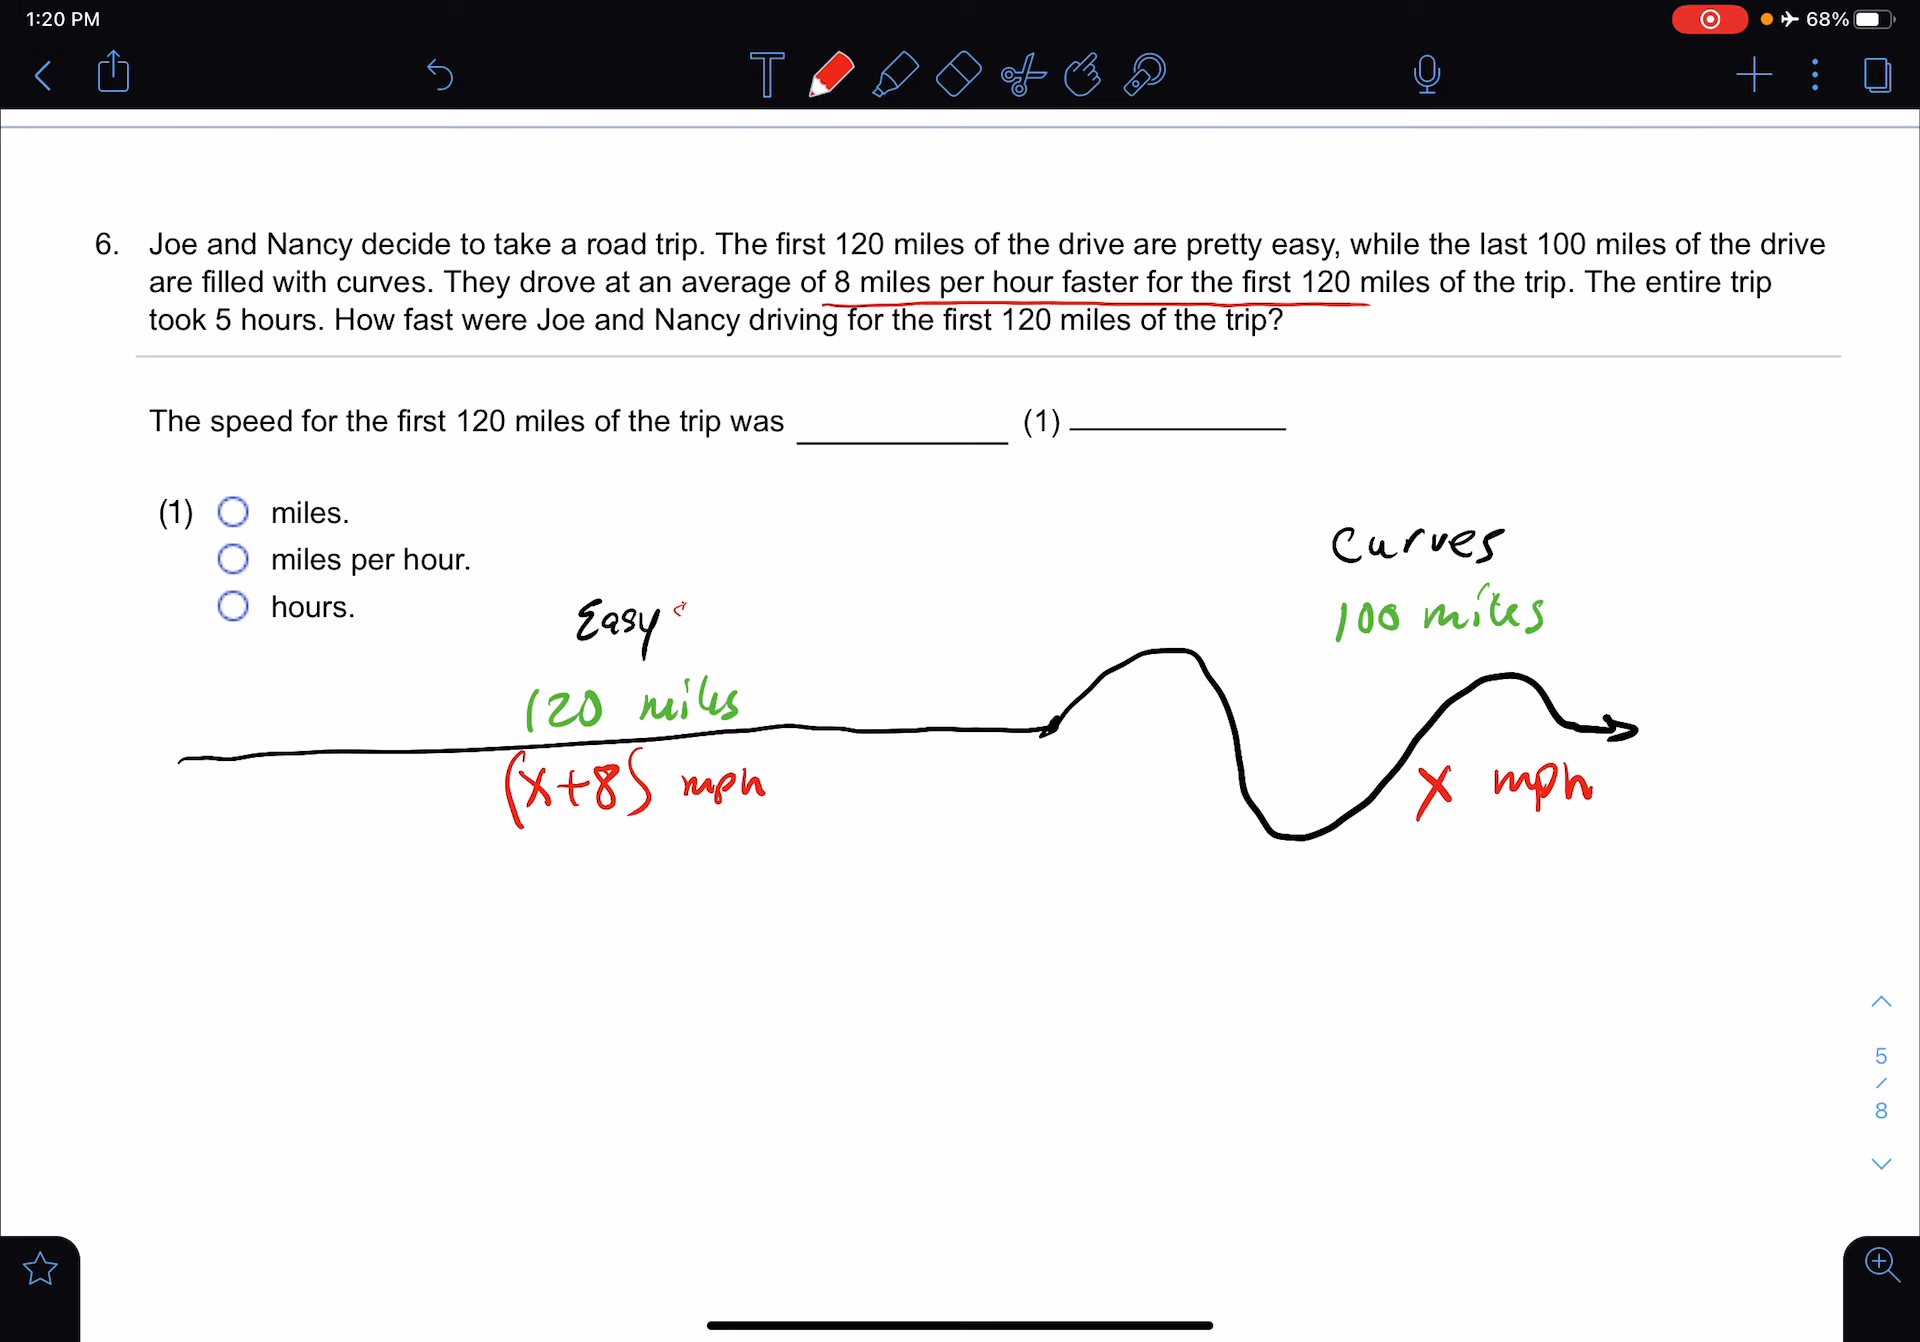 1:20 PM
68%
T
6. Joe and Nancy decide to take a road trip. The first 120 miles of the drive are pretty easy, while the last 100 miles of the drive
are filled with curves. They drove at an average of 8 miles per hour faster for the first 120 miles of the trip. The entire trip
took 5 hours. How fast were Joe and Nancy driving for the first 120 miles of the trip?
The speed for the first 120 miles of the trip was (1)
(1) miles.
miles per hour.
hours.
Curves
100 miles
Easy
120 miles
(x+8) mph
x mph
5
/
8